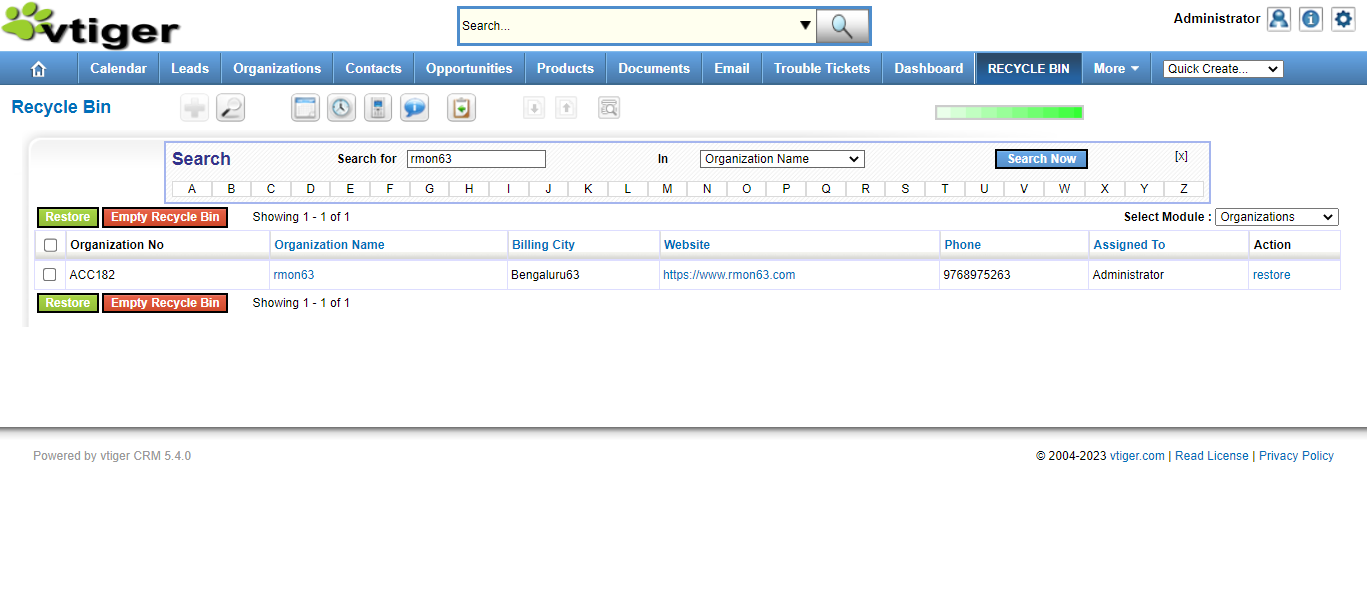 vtiger
Search...
Administrator
Calendar Leads Organizations Contacts Opportunities Products Documents Email Trouble Tickets Dashboard RECYCLE BIN More Quick Create...
Recycle Bin
Search Search for rmon63 In Organization Name Search Now [x]
A B C D E F G H I J K L M N O P Q R S T U V W X Y Z
Restore Empty Recycle Bin Showing 1 - 1 of 1 Select Module : Organizations
Organization No Organization Name Billing City Website Phone Assigned To Action
ACC182 rmon63 Bengaluru63 https://www.rmon63.com 9768975263 Administrator restore
Restore Empty Recycle Bin Showing 1 - 1 of 1
Powered by vtiger CRM 5.4.0 © 2004-2023 vtiger.com | Read License | Privacy Policy